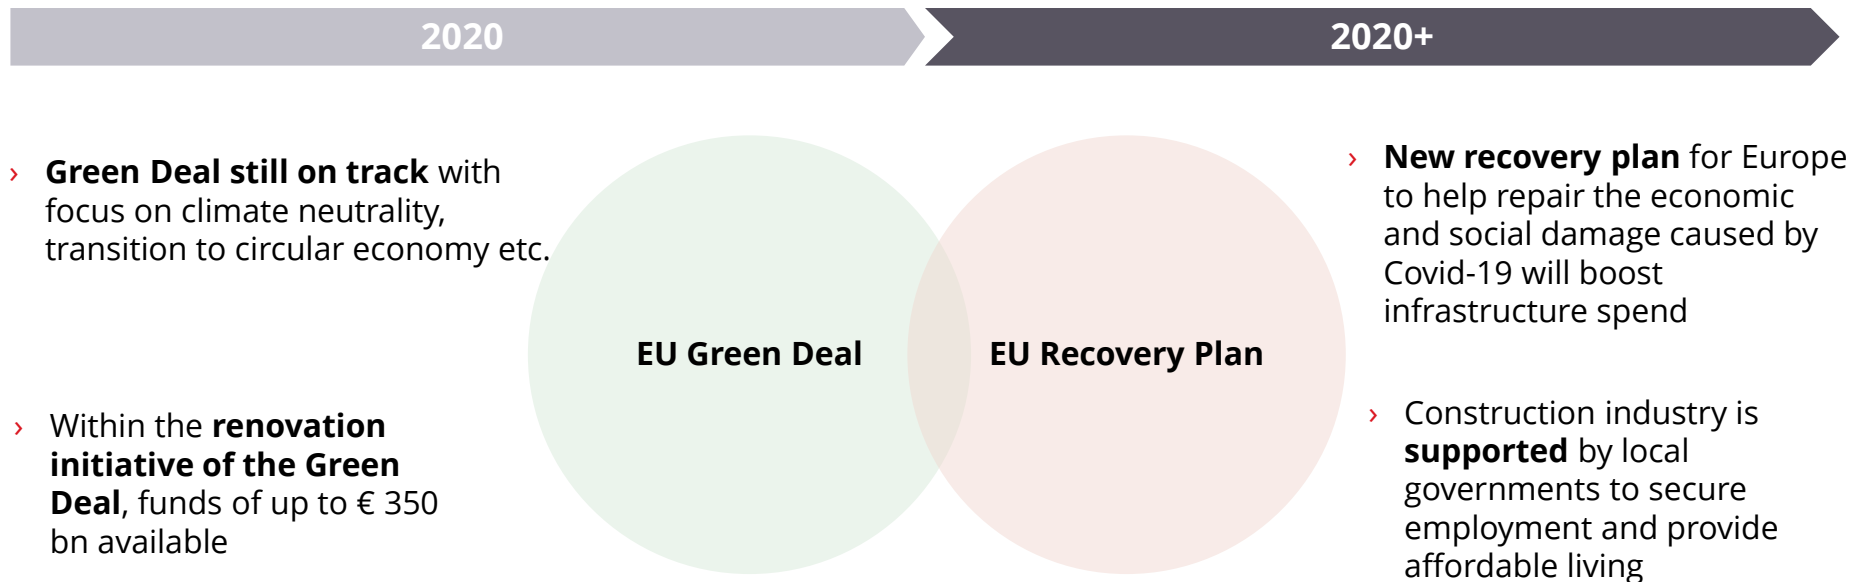 2020
2020+
› Green Deal still on track with
focus on climate neutrality,
transition to circular economy etc.
› Within the renovation
initiative of the Green
Deal, funds of up to € 350
bn available
EU Green Deal
EU Recovery Plan
› New recovery plan for Europe
to help repair the economic
and social damage caused by
Covid-19 will boost
infrastructure spend
› Construction industry is
supported by local
governments to secure
employment and provide
affordable living